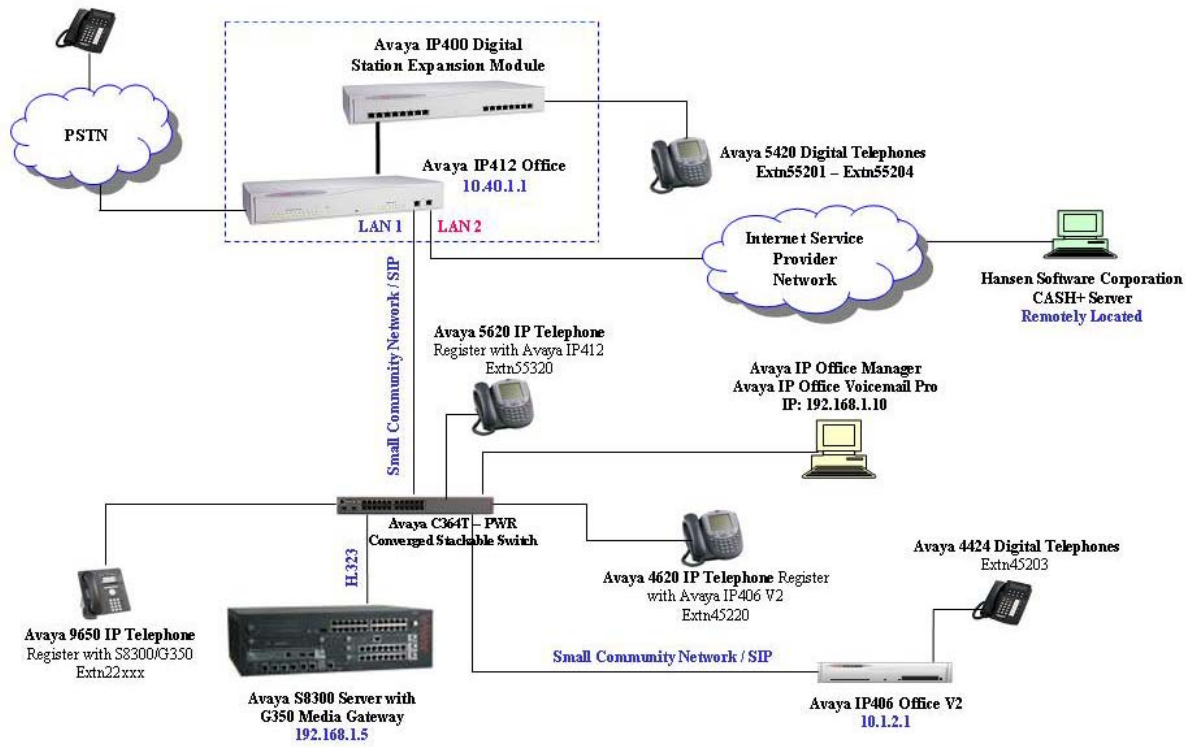 Avaya IP400 Digital
Station Expansion Module
PSTN
Avaya IP412 Office
10.40.1.1
LAN 1
LAN 2
Avaya 5420 Digital Telephones
Extn55201 – Extn55204
Internet Service
Provider
Network
Hansen Software Corporation
CASH+ Server
Remotely Located
Small Community Network / SIP
Avaya 5620 IP Telephone
Register with Avaya IP412
Extn55320
Avaya IP Office Manager
Avaya IP Office Voicemail Pro
IP: 192.168.1.10
Avaya C364T – PWR
Converged Stackable Switch
H.323
Avaya 9650 IP Telephone
Register with S8300/G350
Extn22xxx
Avaya S8300 Server with
G350 Media Gateway
192.168.1.5
Avaya 4620 IP Telephone Register
with Avaya IP406 V2
Extn45220
Avaya 4424 Digital Telephones
Extn45203
Small Community Network / SIP
Avaya IP406 Office V2
10.1.2.1